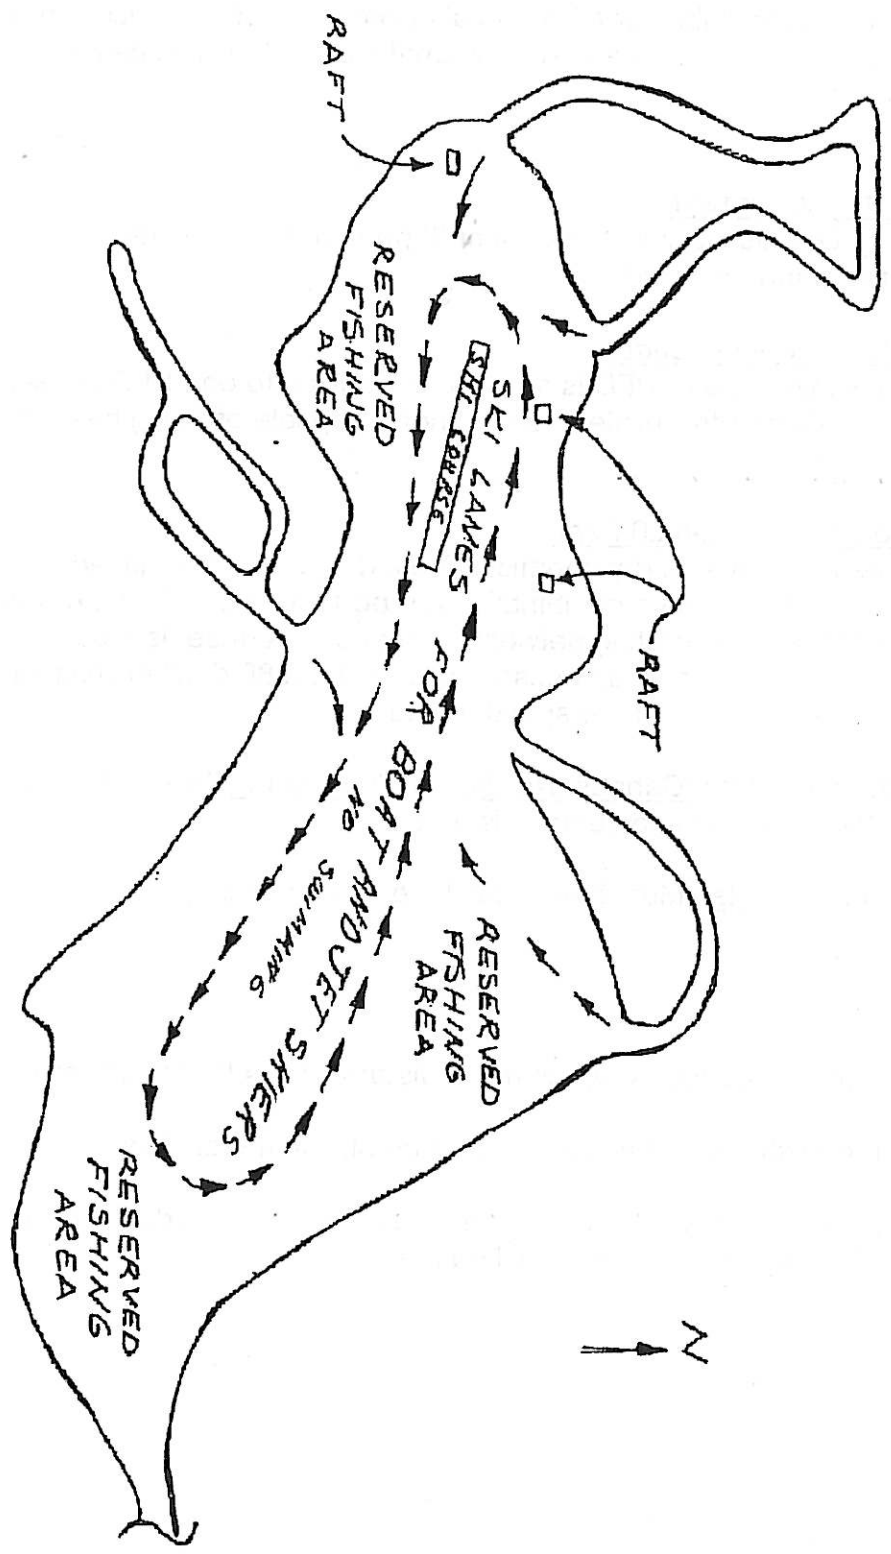 N
RAFT
RESERVED
FISHING
AREA
SKI LANES FOR BOAT AND JET SKIERS
SKI COURSE
NO SWIMMING
RESERVED
FISHING
AREA
RAFT
RESERVED
FISHING
AREA